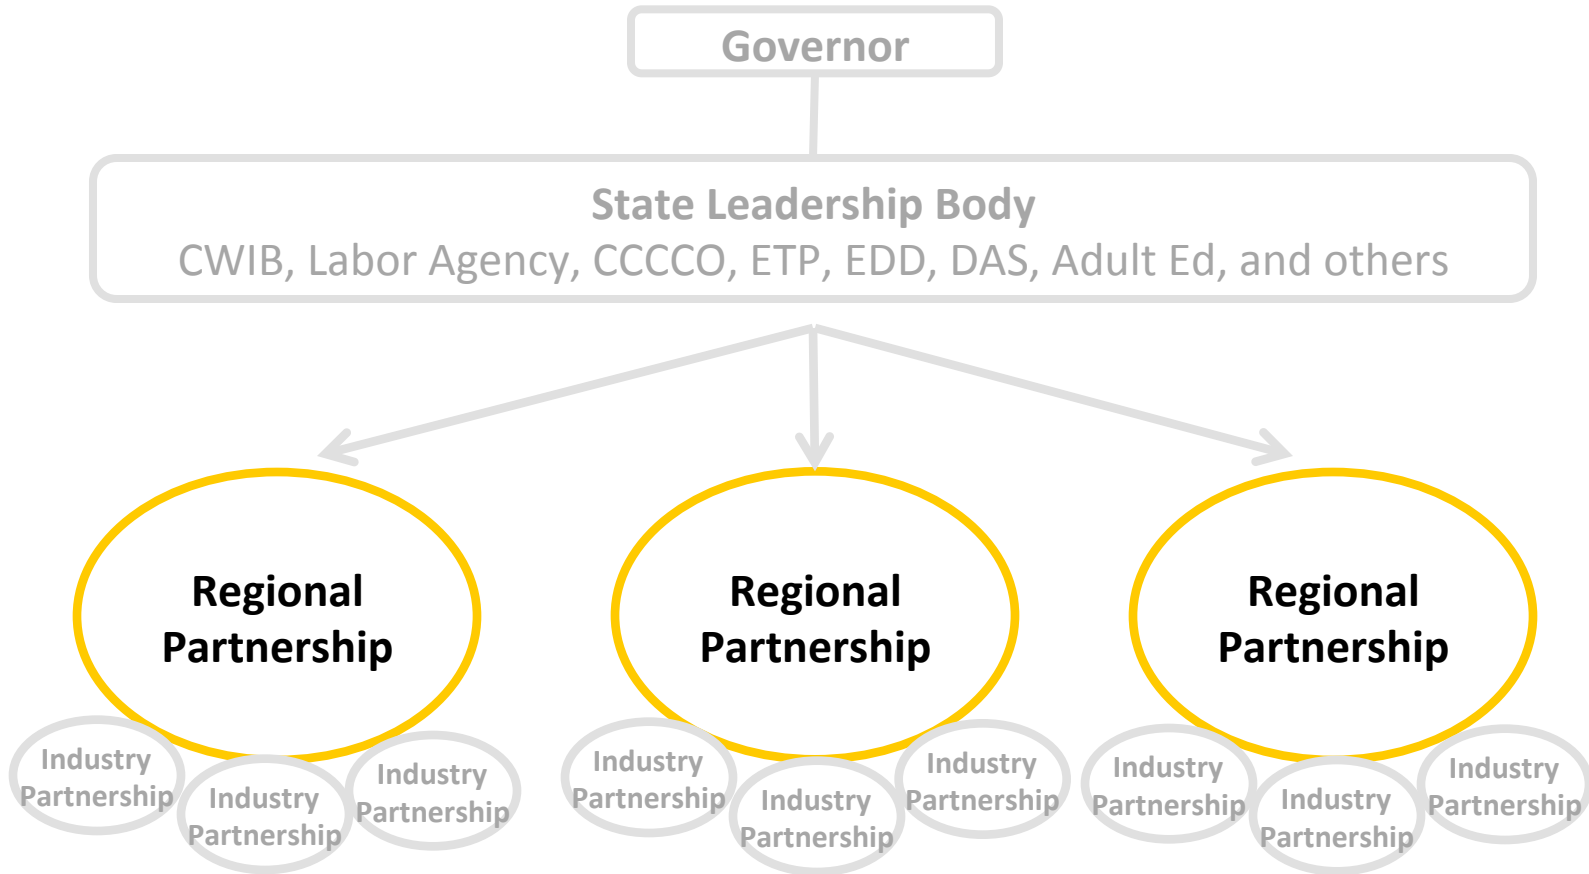 Governor
State Leadership Body
CWIB, Labor Agency, CCCCO, ETP, EDD, DAS, Adult Ed, and others
Regional
Partnership
Regional
Partnership
Regional
Partnership
Industry
Partnership
Industry
Partnership
Industry
Partnership
Industry
Partnership
Industry
Partnership
Industry
Partnership
Industry
Partnership
Industry
Partnership
Industry
Partnership